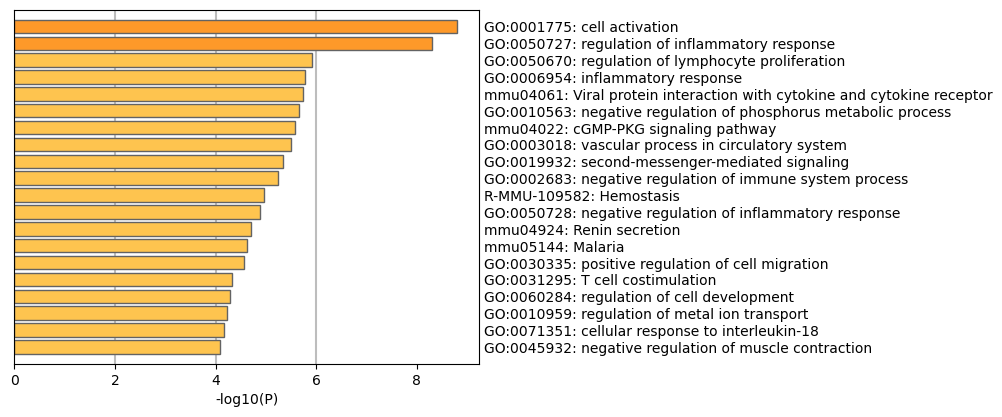 GO:0001775: cell activation
GO:0050727: regulation of inflammatory response
GO:0050670: regulation of lymphocyte proliferation
GO:0006954: inflammatory response
mmu04061: Viral protein interaction with cytokine and cytokine receptor
GO:0010563: negative regulation of phosphorus metabolic process
mmu04022: cGMP-PKG signaling pathway
GO:0003018: vascular process in circulatory system
GO:0019932: second-messenger-mediated signaling
GO:0002683: negative regulation of immune system process
R-MMU-109582: Hemostasis
GO:0050728: negative regulation of inflammatory response
mmu04924: Renin secretion
mmu05144: Malaria
GO:0030335: positive regulation of cell migration
GO:0031295: T cell costimulation
GO:0060284: regulation of cell development
GO:0010959: regulation of metal ion transport
GO:0071351: cellular response to interleukin-18
GO:0045932: negative regulation of muscle contraction
0 2 4 6 8
-log10(P)